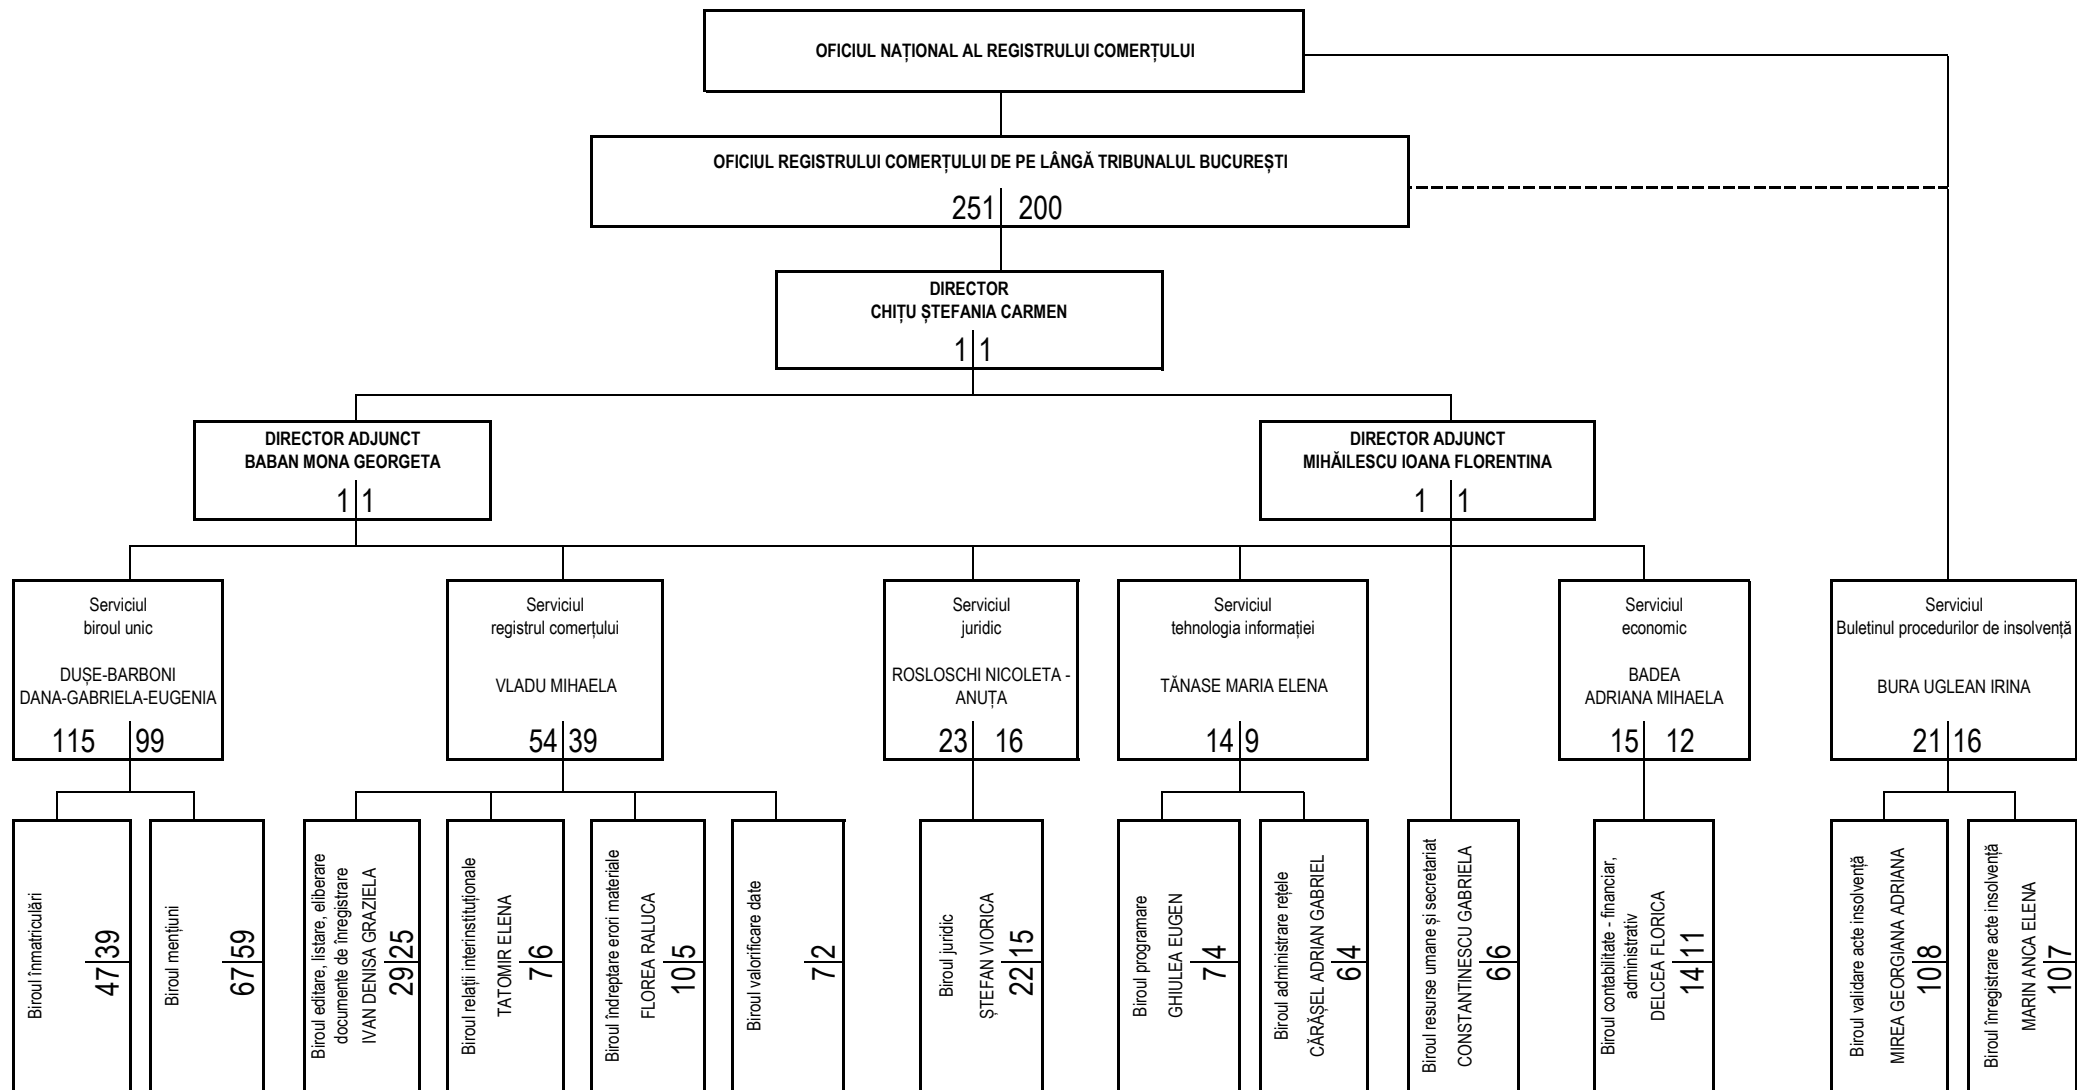 OFICIUL NAȚIONAL AL REGISTRULUI COMERȚULUI
OFICIUL REGISTRULUI COMERȚULUI DE PE LÂNGĂ TRIBUNALUL BUCUREȘTI
251 200
DIRECTOR
CHIȚU ȘTEFANIA CARMEN
1 1
DIRECTOR ADJUNCT
BABAN MONA GEORGETA
1 1
DIRECTOR ADJUNCT
MIHĂILESCU IOANA FLORENTINA
1 1
Serviciul
biroul unic
DUȘE-BARBONI
DANA-GABRIELA-EUGENIA
115 99
Serviciul
registrul comerțului
VLADU MIHAELA
54 39
Serviciul
juridic
ROSLOSCHI NICOLETA -
ANUȚA
23 16
Serviciul
tehnologia informației
TĂNASE MARIA ELENA
14 9
Serviciul
economic
BADEA
ADRIANA MIHAELA
15 12
Serviciul
Buletinul procedurilor de insolvență
BURA UGLEAN IRINA
21 16
Biroul înmatriculări
47 39
Biroul mențiuni
67 59
Biroul editare, listare, eliberare
documente de înregistrare
IVAN DENISA GRAZIELA
29 25
Biroul relații interinstituționale
TATOMIR ELENA
7 6
Biroul îndreptare erori materiale
FLOREA RALUCA
10 5
Biroul valorificare date
7 2
Biroul juridic
ȘTEFAN VIORICA
22 15
Biroul programare
GHIULEA EUGEN
7 4
Biroul administrare rețele
CĂRĂȘEL ADRIAN GABRIEL
6 4
Biroul resurse umane și secretariat
CONSTANTINESCU GABRIELA
6 6
Biroul contabilitate - financiar,
administrativ
DELCEA FLORICA
14 11
Biroul validare acte insolvență
MIREA GEORGIANA ADRIANA
10 8
Biroul înregistrare acte insolvență
MARIN ANCA ELENA
10 7